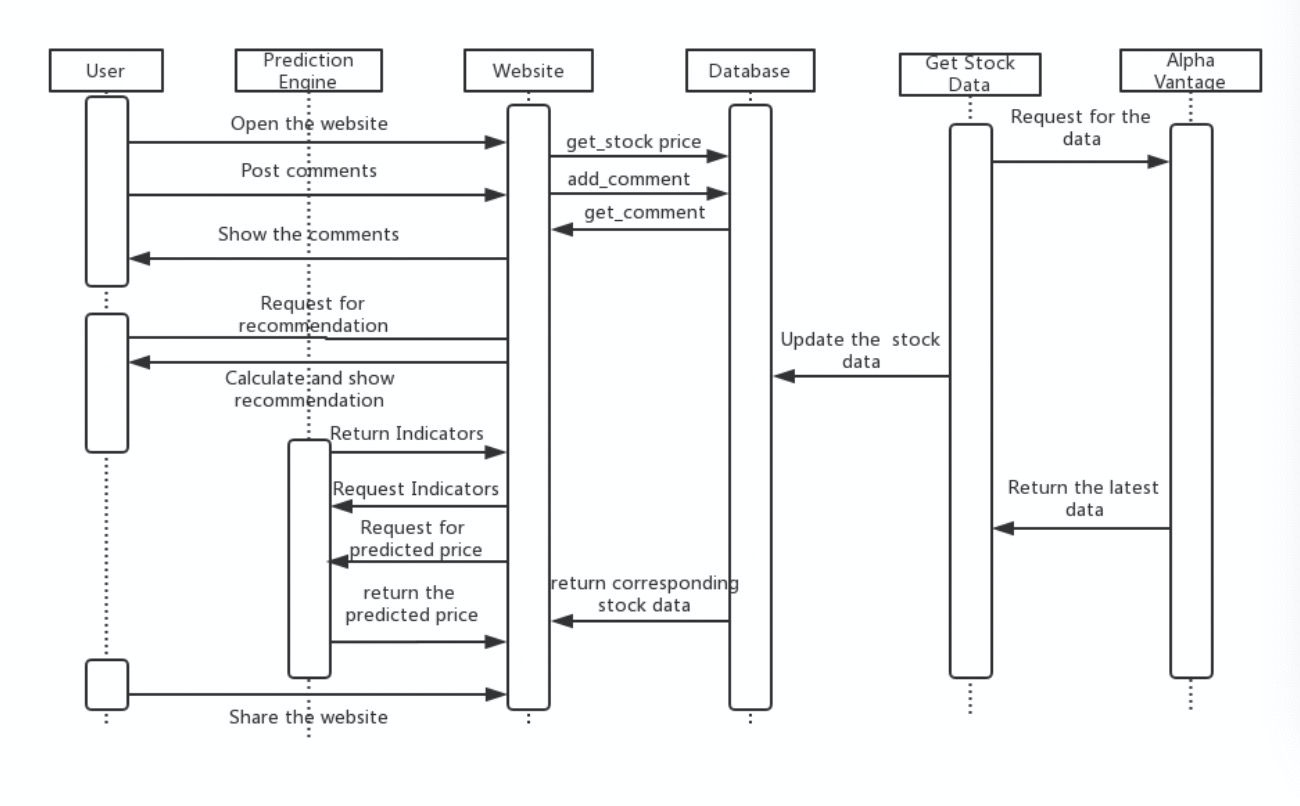 User
Prediction
Engine
Website
Database
Get Stock
Data
Alpha
Vantage
Open the website
get_stock price
Request for the
data
Post comments
add_comment
get_comment
Show the comments
Request for
recommendation
Update the  stock
data
Calculate and show
recommendation
Return Indicators
Request Indicators
Return the latest
data
Request for
predicted price
return the
predicted price
return corresponding
stock data
Share the website